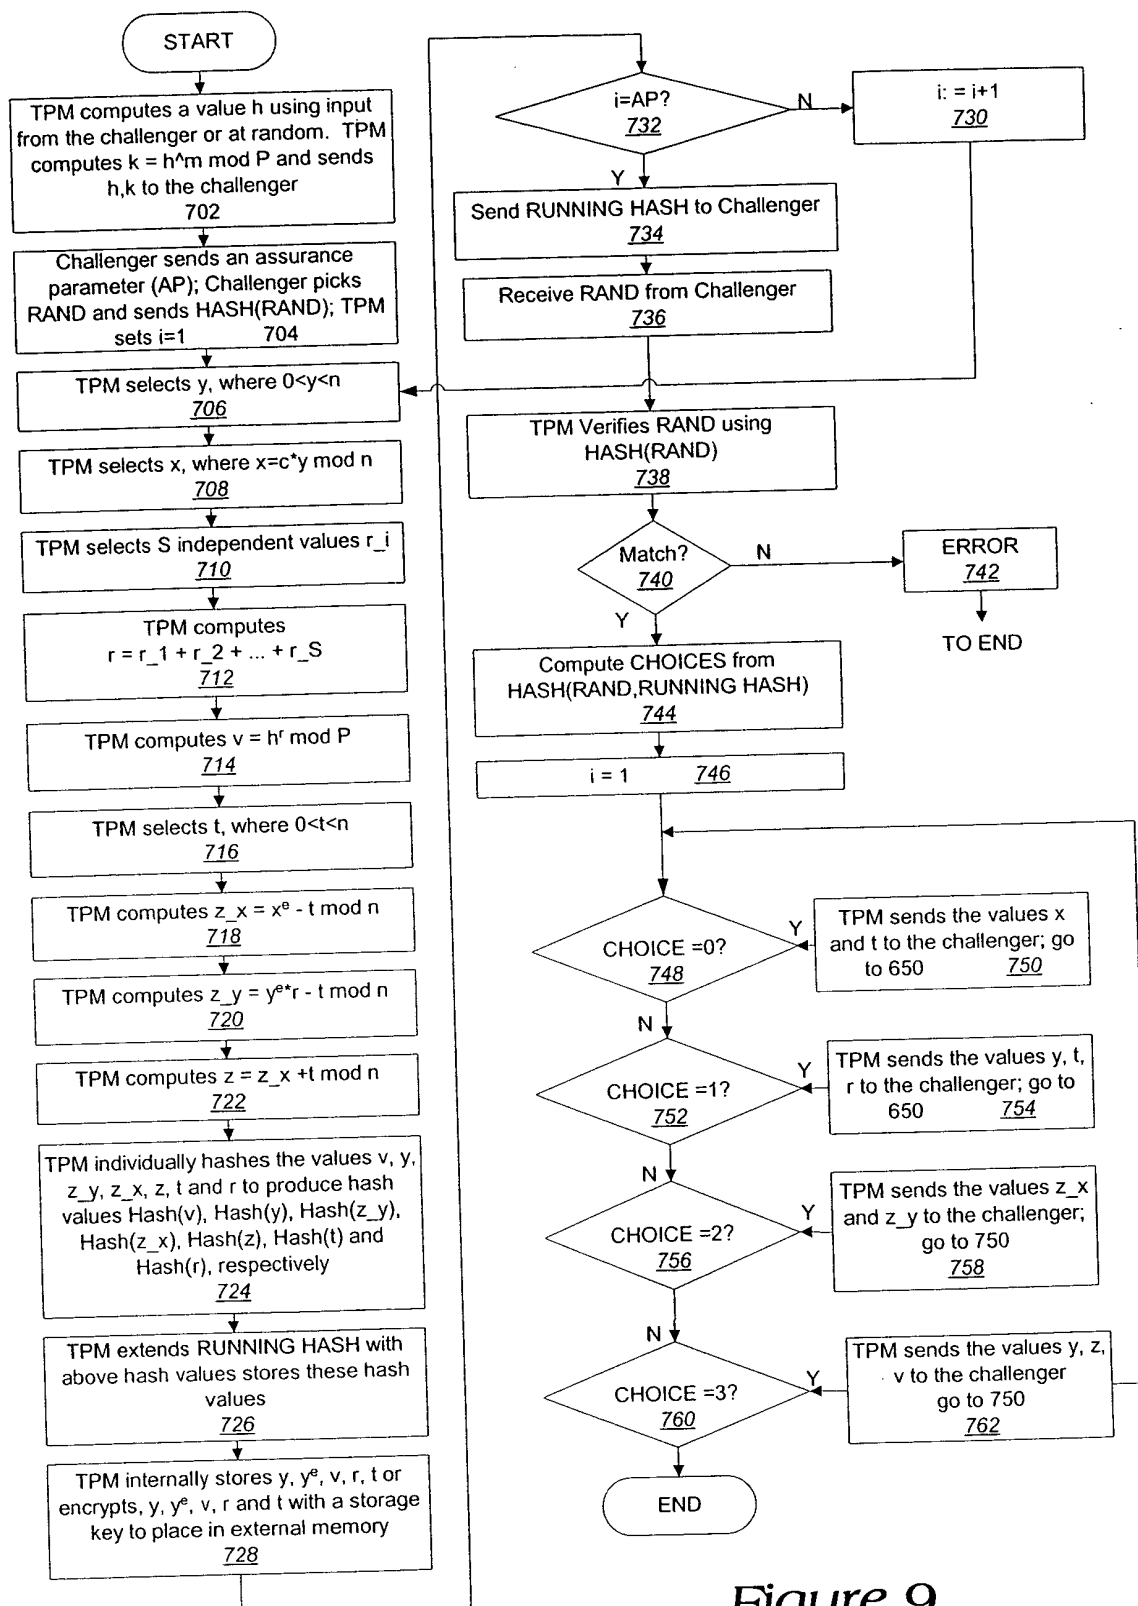 START
TPM computes a value h using input
from the challenger or at random. TPM
computes k = h^m mod P and sends
h,k to the challenger
702
Challenger sends an assurance
parameter (AP); Challenger picks
RAND and sends HASH(RAND); TPM
sets i=1 704
TPM selects y, where 0<y<n
706
TPM selects x, where x=c*y mod n
708
TPM selects S independent values r_i
710
TPM computes
r = r_1 + r_2 + ... + r_S
712
TPM computes v = hʳ mod P
714
TPM selects t, where 0<t<n
716
TPM computes z_x = xᵉ - t mod n
718
TPM computes z_y = yᵉ*r - t mod n
720
TPM computes z = z_x +t mod n
722
TPM individually hashes the values v, y,
z_y, z_x, z, t and r to produce hash
values Hash(v), Hash(y), Hash(z_y),
Hash(z_x), Hash(z), Hash(t) and
Hash(r), respectively
724
TPM extends RUNNING HASH with
above hash values stores these hash
values
726
TPM internally stores y, yᵉ, v, r, t or
encrypts, y, yᵉ, v, r and t with a storage
key to place in external memory
728
i=AP?
732
N
i: = i+1
730
Y
Send RUNNING HASH to Challenger
734
Receive RAND from Challenger
736
TPM Verifies RAND using
HASH(RAND)
738
Match?
740
N
ERROR
742
TO END
Y
Compute CHOICES from
HASH(RAND,RUNNING HASH)
744
i = 1 746
CHOICE =0?
748
Y
TPM sends the values x
and t to the challenger; go
to 650 750
N
CHOICE =1?
752
Y
TPM sends the values y, t,
r to the challenger; go to
650 754
N
CHOICE =2?
756
Y
TPM sends the values z_x
and z_y to the challenger;
go to 750
758
N
CHOICE =3?
760
Y
TPM sends the values y, z,
v to the challenger
go to 750
762
END
Figure 9